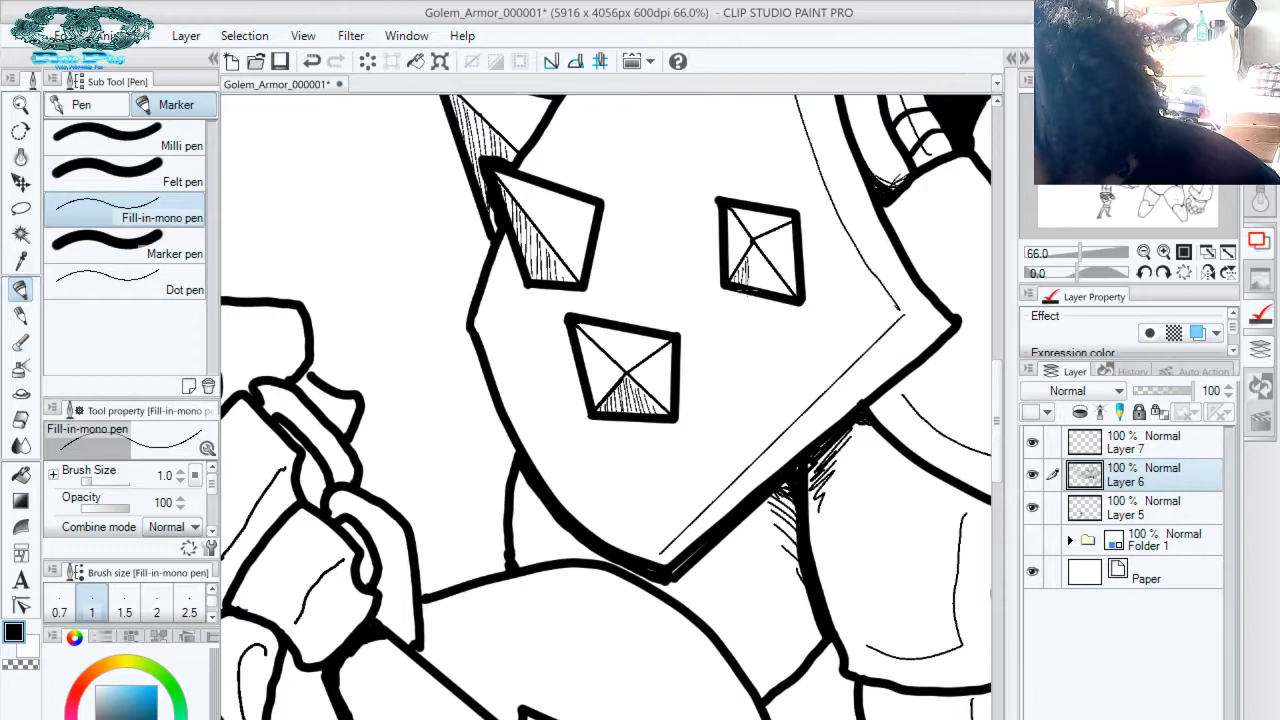 Golem_Armor_000001* (5916 x 4056px 600dpi 66.0%) - CLIP STUDIO PAINT PRO
Layer Selection View Filter Window Help
Sub Tool [Pen]
Golem_Armor_000001*
Pen Marker
Milli pen
Felt pen
Fill-in-mono pen
Marker pen
Dot pen
Tool property [Fill-in-mono p
Fill-in-mono pen
Brush Size 1.0
Opacity 100
Combine mode Normal
Brush size [Fill-in-mono pen]
0.7 1 1.5 2 2.5
66.0
0.0
Layer Property
Effect
Expression color
Layer History Auto Action
Normal 100
100 % Normal
Layer 7
100 % Normal
Layer 6
100 % Normal
Layer 5
100 % Normal
Folder 1
Paper